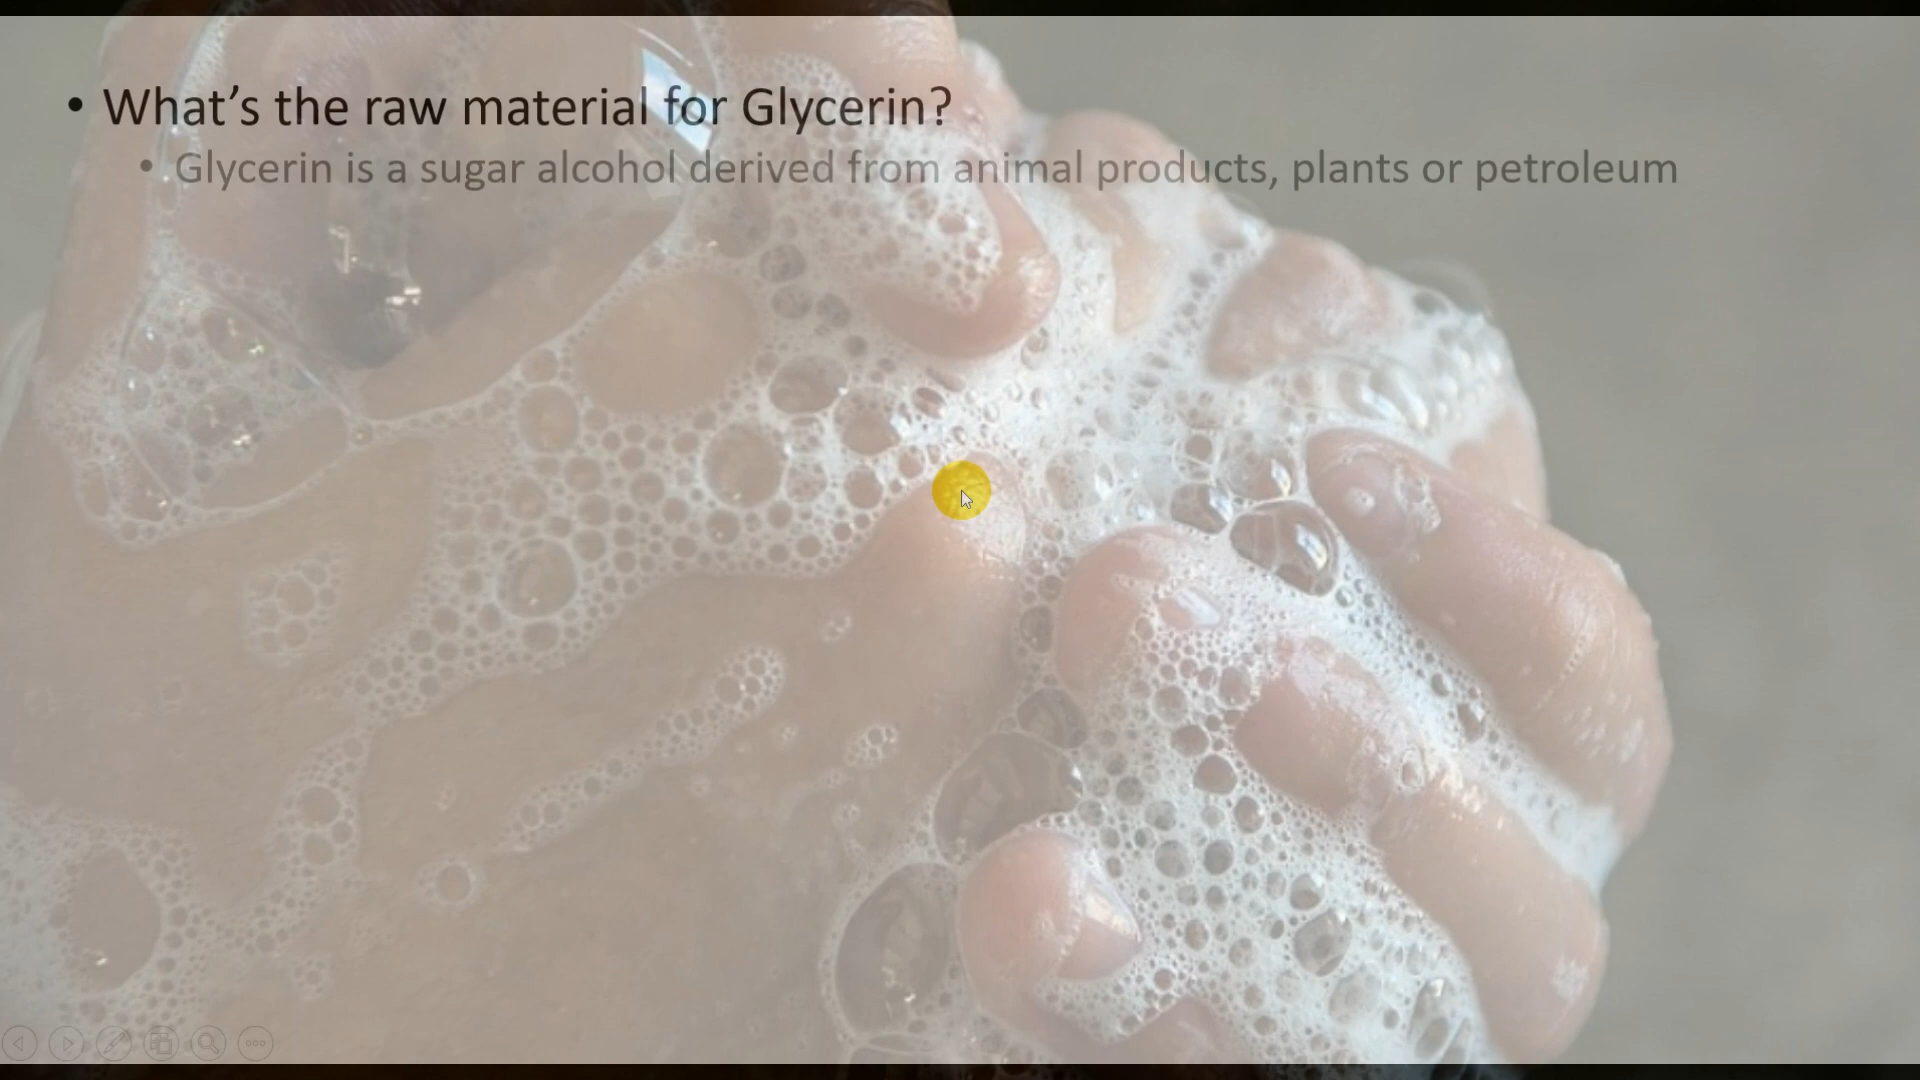 • What’s the raw material for Glycerin?
• Glycerin is a sugar alcohol derived from animal products, plants or petroleum